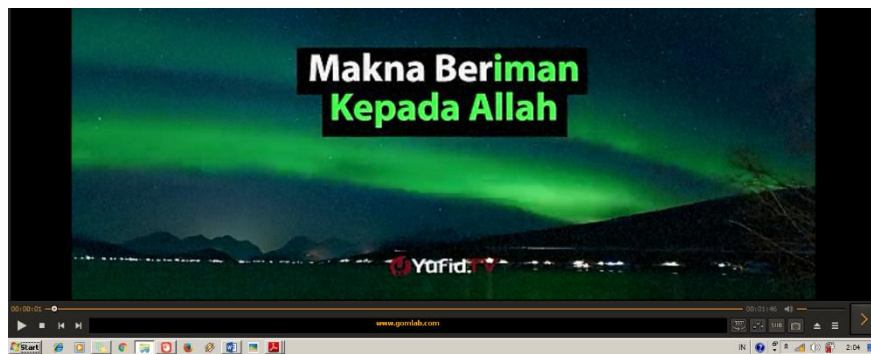 Makna Beriman
Kepada Allah
Yufid.TV
00:00:01
00:01:46
www.gomlab.com
SUB
Start
IN
2:04